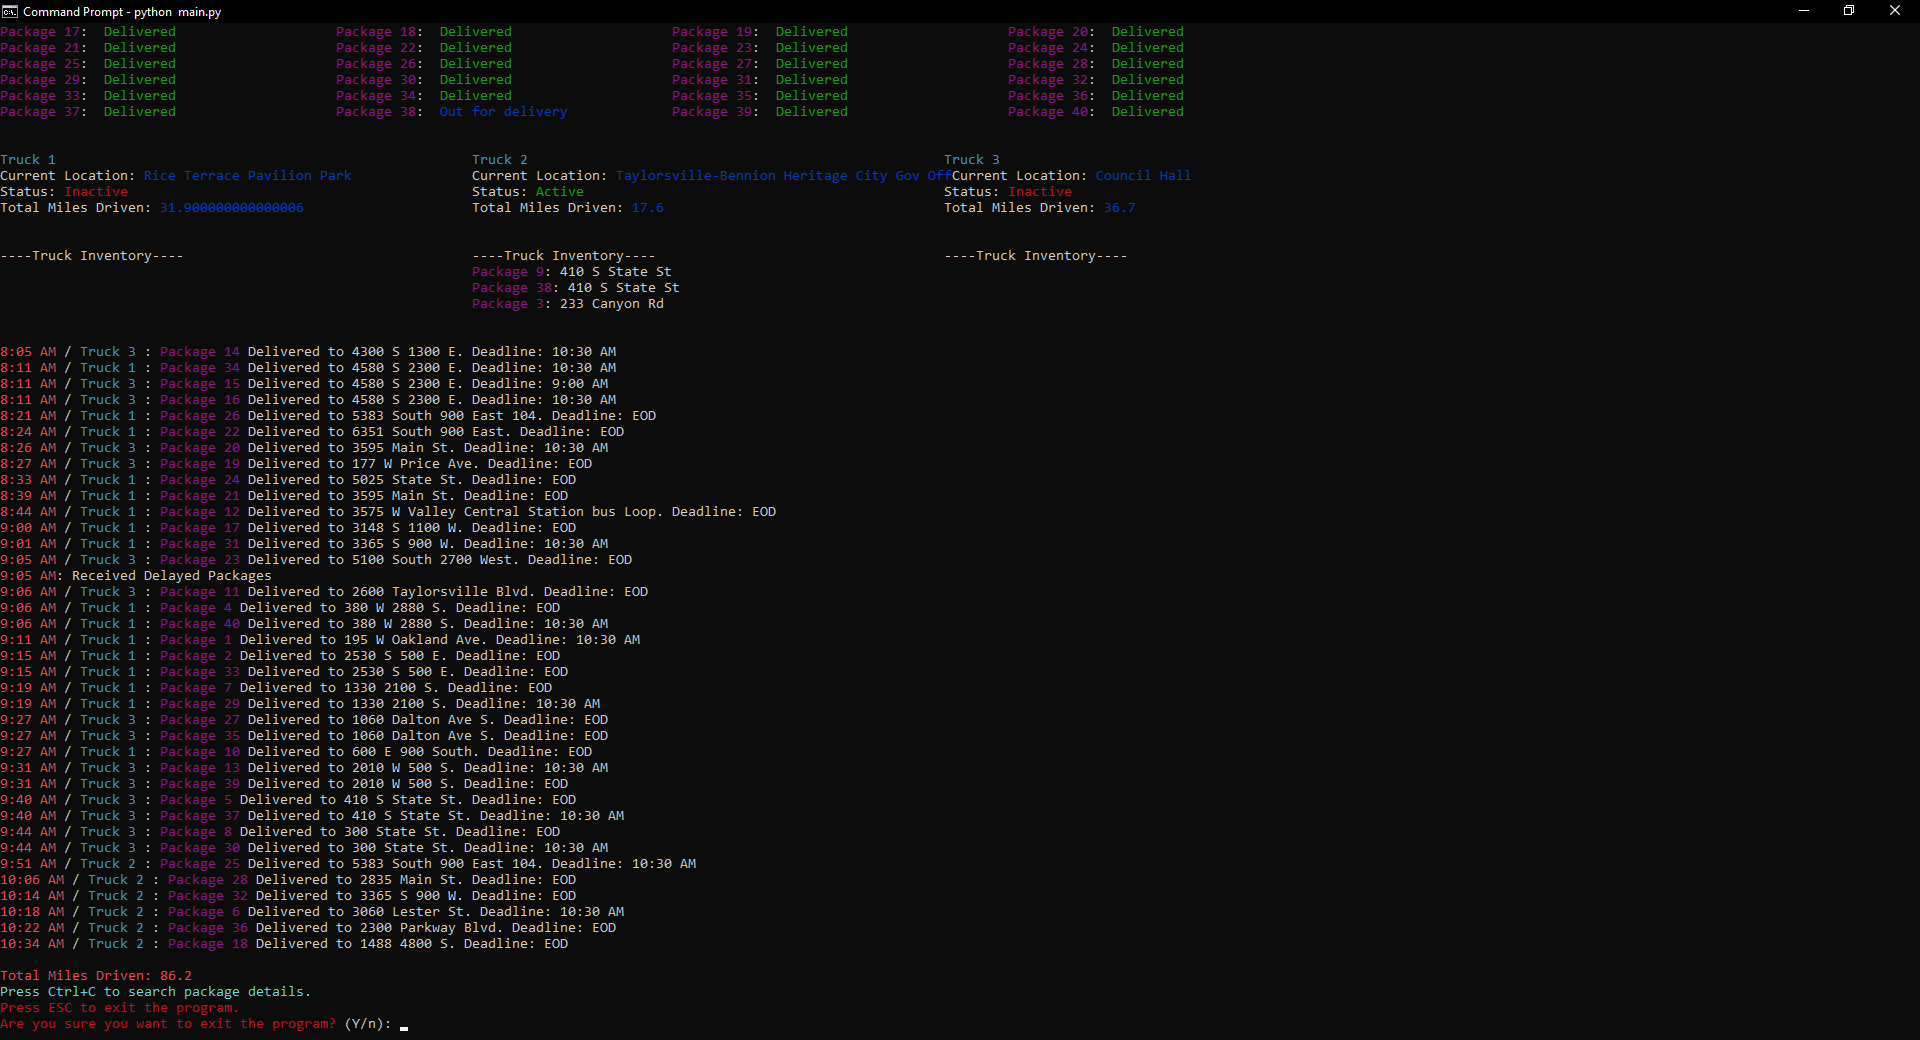 Command Prompt - python  main.py
Package 17:  Delivered                    Package 18:  Delivered                    Package 19:  Delivered                    Package 20:  Delivered
Package 21:  Delivered                    Package 22:  Delivered                    Package 23:  Delivered                    Package 24:  Delivered
Package 25:  Delivered                    Package 26:  Delivered                    Package 27:  Delivered                    Package 28:  Delivered
Package 29:  Delivered                    Package 30:  Delivered                    Package 31:  Delivered                    Package 32:  Delivered
Package 33:  Delivered                    Package 34:  Delivered                    Package 35:  Delivered                    Package 36:  Delivered
Package 37:  Delivered                    Package 38:  Out for delivery             Package 39:  Delivered                    Package 40:  Delivered
Truck 1                                                    Truck 2                                                    Truck 3
Current Location: Rice Terrace Pavilion Park               Current Location: Taylorsville-Bennion Heritage City Gov OffCurrent Location: Council Hall
Status: Inactive                                           Status: Active                                             Status: Inactive
Total Miles Driven: 31.900000000000006                     Total Miles Driven: 17.6                                   Total Miles Driven: 36.7
----Truck Inventory----                                    ----Truck Inventory----                                    ----Truck Inventory----
Package 9: 410 S State St
Package 38: 410 S State St
Package 3: 233 Canyon Rd
8:05 AM / Truck 3 : Package 14 Delivered to 4300 S 1300 E. Deadline: 10:30 AM
8:11 AM / Truck 1 : Package 34 Delivered to 4580 S 2300 E. Deadline: 10:30 AM
8:11 AM / Truck 3 : Package 15 Delivered to 4580 S 2300 E. Deadline: 9:00 AM
8:11 AM / Truck 3 : Package 16 Delivered to 4580 S 2300 E. Deadline: 10:30 AM
8:21 AM / Truck 1 : Package 26 Delivered to 5383 South 900 East 104. Deadline: EOD
8:24 AM / Truck 1 : Package 22 Delivered to 6351 South 900 East. Deadline: EOD
8:26 AM / Truck 3 : Package 20 Delivered to 3595 Main St. Deadline: 10:30 AM
8:27 AM / Truck 3 : Package 19 Delivered to 177 W Price Ave. Deadline: EOD
8:33 AM / Truck 1 : Package 24 Delivered to 5025 State St. Deadline: EOD
8:39 AM / Truck 1 : Package 21 Delivered to 3595 Main St. Deadline: EOD
8:44 AM / Truck 1 : Package 12 Delivered to 3575 W Valley Central Station bus Loop. Deadline: EOD
9:00 AM / Truck 1 : Package 17 Delivered to 3148 S 1100 W. Deadline: EOD
9:01 AM / Truck 1 : Package 31 Delivered to 3365 S 900 W. Deadline: 10:30 AM
9:05 AM / Truck 3 : Package 23 Delivered to 5100 South 2700 West. Deadline: EOD
9:05 AM: Received Delayed Packages
9:06 AM / Truck 3 : Package 11 Delivered to 2600 Taylorsville Blvd. Deadline: EOD
9:06 AM / Truck 1 : Package 4 Delivered to 380 W 2880 S. Deadline: EOD
9:06 AM / Truck 1 : Package 40 Delivered to 380 W 2880 S. Deadline: 10:30 AM
9:11 AM / Truck 1 : Package 1 Delivered to 195 W Oakland Ave. Deadline: 10:30 AM
9:15 AM / Truck 1 : Package 2 Delivered to 2530 S 500 E. Deadline: EOD
9:15 AM / Truck 1 : Package 33 Delivered to 2530 S 500 E. Deadline: EOD
9:19 AM / Truck 1 : Package 7 Delivered to 1330 2100 S. Deadline: EOD
9:19 AM / Truck 1 : Package 29 Delivered to 1330 2100 S. Deadline: 10:30 AM
9:27 AM / Truck 3 : Package 27 Delivered to 1060 Dalton Ave S. Deadline: EOD
9:27 AM / Truck 3 : Package 35 Delivered to 1060 Dalton Ave S. Deadline: EOD
9:27 AM / Truck 1 : Package 10 Delivered to 600 E 900 South. Deadline: EOD
9:31 AM / Truck 3 : Package 13 Delivered to 2010 W 500 S. Deadline: 10:30 AM
9:31 AM / Truck 3 : Package 39 Delivered to 2010 W 500 S. Deadline: EOD
9:40 AM / Truck 3 : Package 5 Delivered to 410 S State St. Deadline: EOD
9:40 AM / Truck 3 : Package 37 Delivered to 410 S State St. Deadline: 10:30 AM
9:44 AM / Truck 3 : Package 8 Delivered to 300 State St. Deadline: EOD
9:44 AM / Truck 3 : Package 30 Delivered to 300 State St. Deadline: 10:30 AM
9:51 AM / Truck 2 : Package 25 Delivered to 5383 South 900 East 104. Deadline: 10:30 AM
10:06 AM / Truck 2 : Package 28 Delivered to 2835 Main St. Deadline: EOD
10:14 AM / Truck 2 : Package 32 Delivered to 3365 S 900 W. Deadline: EOD
10:18 AM / Truck 2 : Package 6 Delivered to 3060 Lester St. Deadline: 10:30 AM
10:22 AM / Truck 2 : Package 36 Delivered to 2300 Parkway Blvd. Deadline: EOD
10:34 AM / Truck 2 : Package 18 Delivered to 1488 4800 S. Deadline: EOD
Total Miles Driven: 86.2
Press Ctrl+C to search package details.
Press ESC to exit the program.
Are you sure you want to exit the program? (Y/n): _